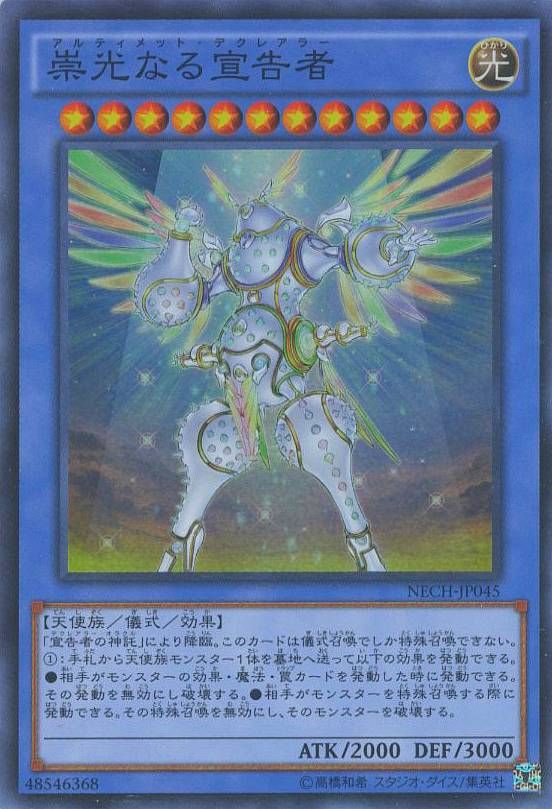 アルティメット・デクレアラー
崇光なる宣告者
ひかり
光
NECH-JP045
【天使族/儀式/効果】
「宣告者の神託」により降臨。このカードは儀式召喚でしか特殊召喚できない。
①:手札から天使族モンスター1体を墓地へ送って以下の効果を発動できる。
●相手がモンスターの効果・魔法・罠カードを発動した時に発動できる。
その発動を無効にし破壊する。●相手がモンスターを特殊召喚する際に
発動できる。その特殊召喚を無効にし、そのモンスターを破壊する。
ATK/2000 DEF/3000
48546368
©高橋和希 スタジオ・ダイス/集英社